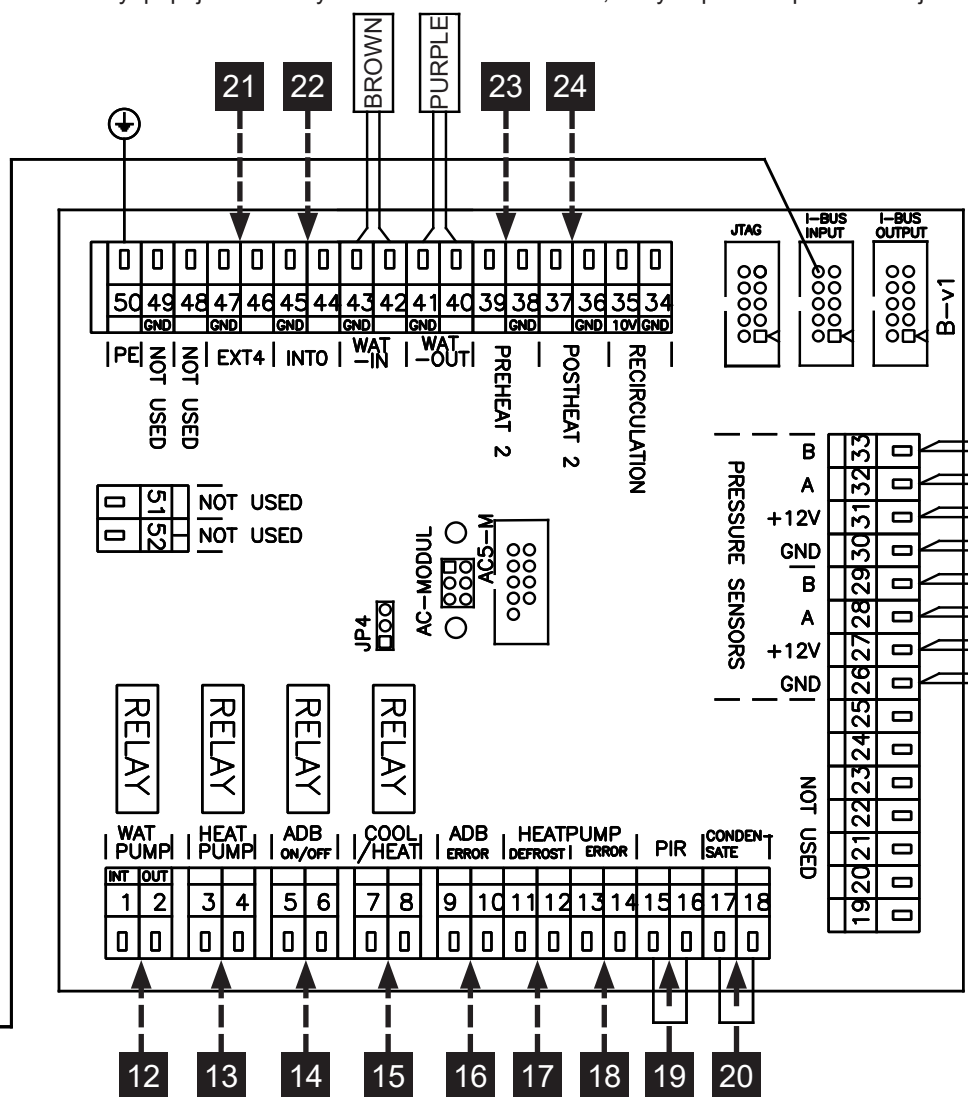 BROWN
PURPLE
21 22 23 24
JTAG
I-BUS INPUT
I-BUS OUTPUT
B-v1
50 49 48 47 46 45 44 43 42 41 40 39 38 37 36 35 34
GND GND GND GND GND GND GND 10V GND
PE
NOT USED
NOT USED
EXT4
INT0
WAT
-IN
WAT
-OUT
PREHEAT 2
POSTHEAT 2
RECIRCULATION
51 NOT USED
52 NOT USED
JP4
AC-MODUL
AC5-M
PRESSURE SENSORS
B 33
A 32
+12V 31
GND 30
B 29
A 28
+12V 27
GND 26
25
24
23
22
21
20
19
NOT USED
RELAY
RELAY
RELAY
RELAY
WAT
PUMP
HEAT
PUMP
ADB
ON/OFF
COOL
/HEAT
ADB
ERROR
HEATPUMP
DEFROST ERROR
PIR
CONDEN-
SATE
INT OUT
1 2 3 4 5 6 7 8 9 10 11 12 13 14 15 16 17 18
12 13 14 15 16 17 18 19 20